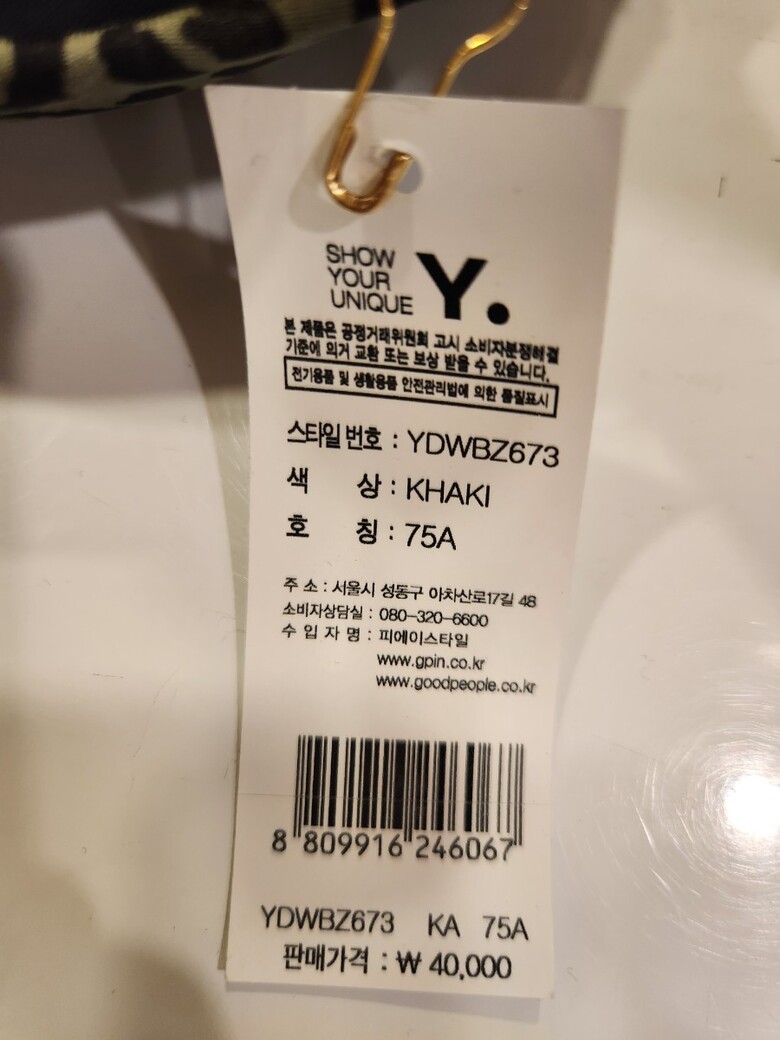 SHOW
YOUR
UNIQUE
Y.
본 제품은 공정거래위원회 고시 소비자분쟁해결
기준에 의거 교환 또는 보상 받을 수 있습니다.
전기용품 및 생활용품 안전관리법에 의한 품질표시
스타일번호 : YDWBZ673
색 상 : KHAKI
호 칭 : 75A
주 소 : 서울시 성동구 아차산로17길 48
소비자상담실 : 080-320-6600
수 입 자 명 : 피에이스타일
www.gpin.co.kr
www.goodpeople.co.kr
8 809916 246067
YDWBZ673 KA 75A
판매가격 : ₩ 40,000